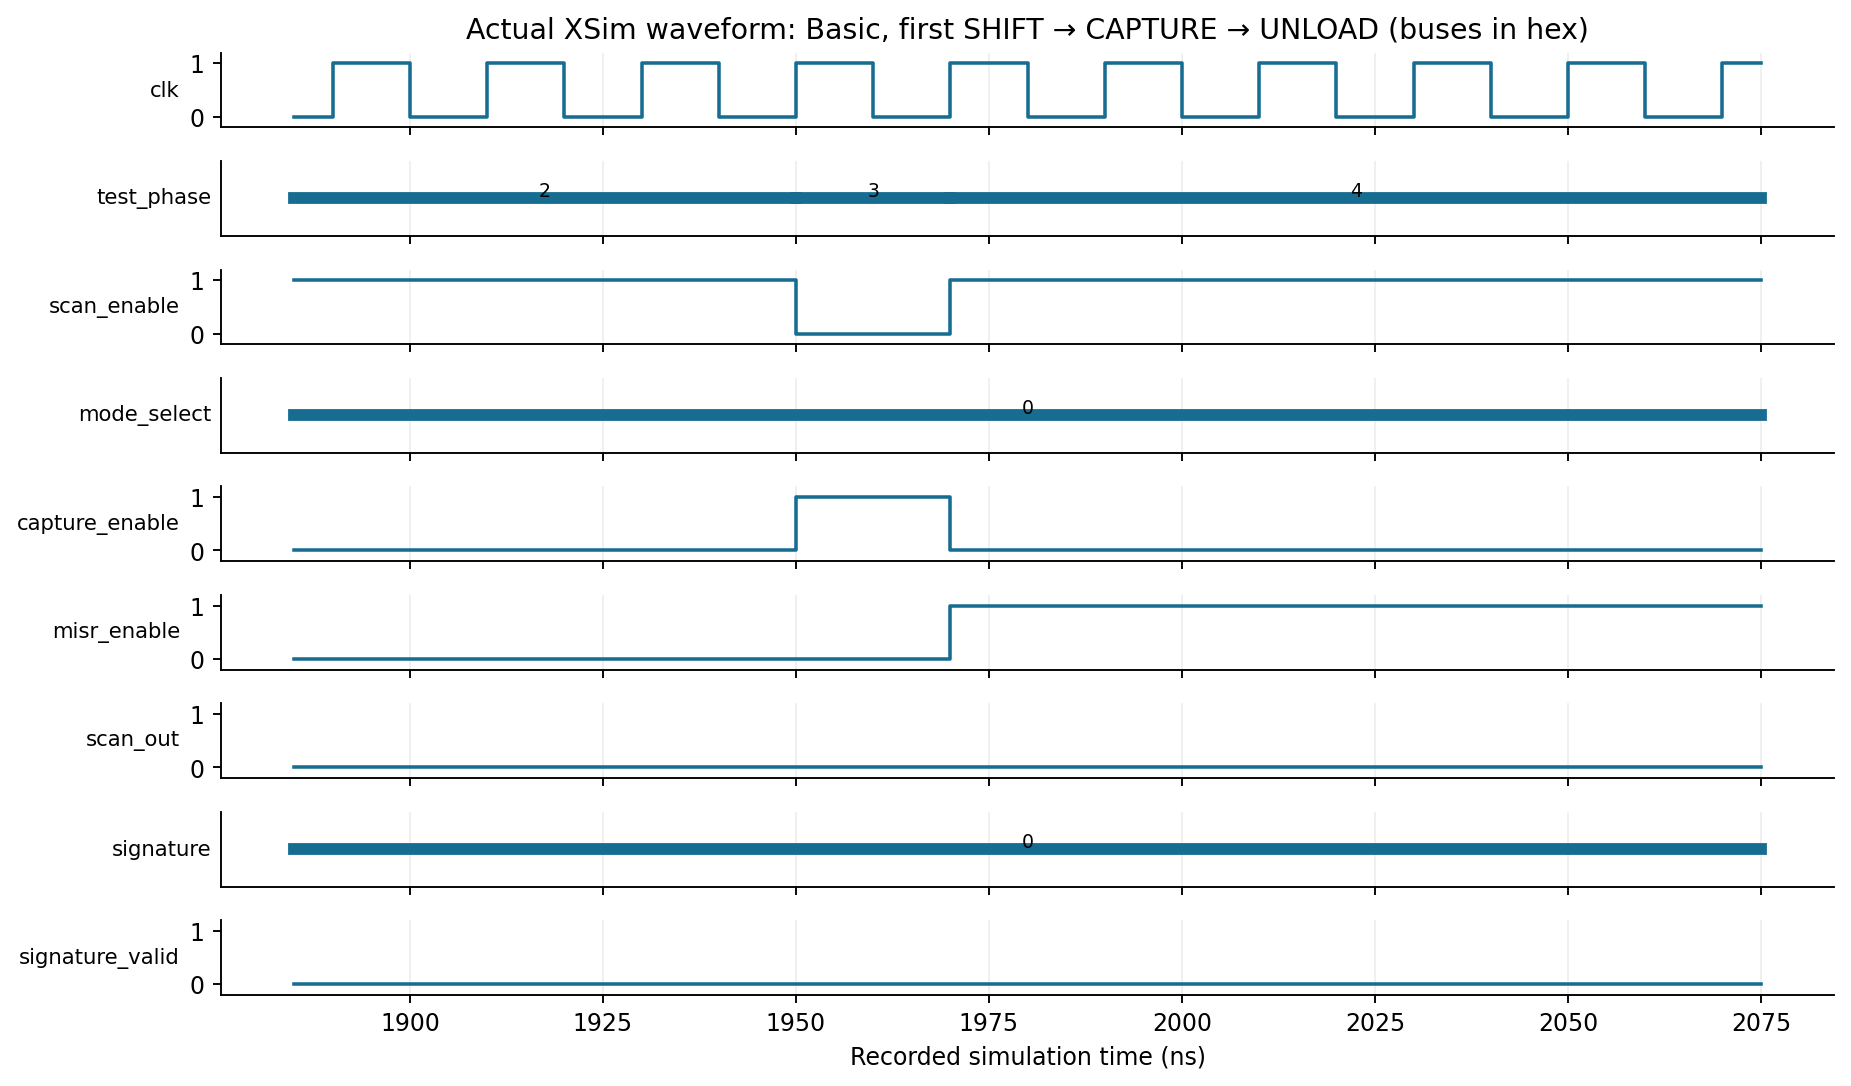 Actual XSim waveform: Basic, first SHIFT → CAPTURE → UNLOAD (buses in hex)
1
clk
0
2 3 4
test_phase
1
scan_enable
0
0
mode_select
1
capture_enable
0
1
misr_enable
0
1
scan_out
0
0
signature
1
signature_valid
0
1900 1925 1950 1975 2000 2025 2050 2075
Recorded simulation time (ns)